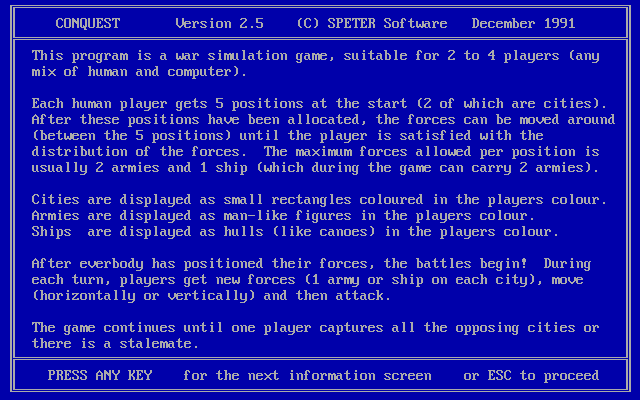 CONQUEST Version 2.5 (C) SPETER Software December 1991
This program is a war simulation game, suitable for 2 to 4 players (any
mix of human and computer).
Each human player gets 5 positions at the start (2 of which are cities).
After these positions have been allocated, the forces can be moved around
(between the 5 positions) until the player is satisfied with the
distribution of the forces. The maximum forces allowed per position is
usually 2 armies and 1 ship (which during the game can carry 2 armies).
Cities are displayed as small rectangles coloured in the players colour.
Armies are displayed as man-like figures in the players colour.
Ships are displayed as hulls (like canoes) in the players colour.
After everbody has positioned their forces, the battles begin! During
each turn, players get new forces (1 army or ship on each city), move
(horizontally or vertically) and then attack.
The game continues until one player captures all the opposing cities or
there is a stalemate.
PRESS ANY KEY for the next information screen or ESC to proceed